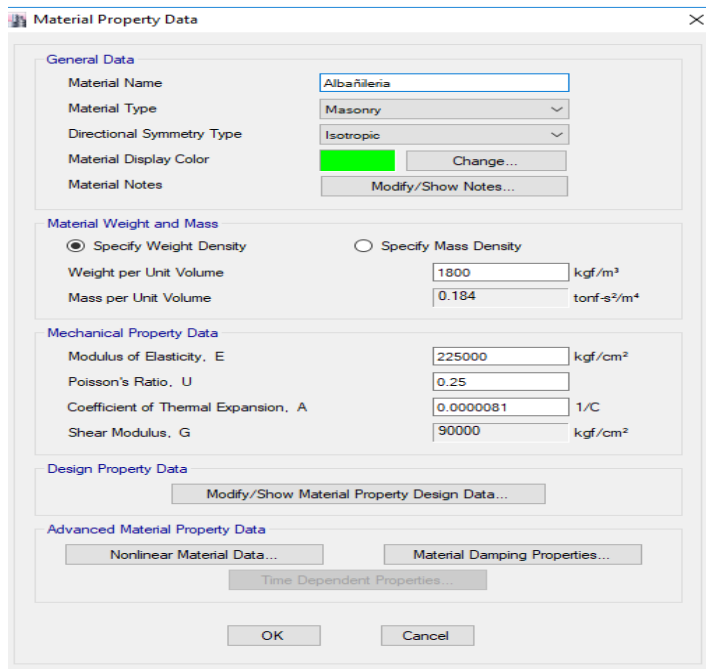 Material Property Data
General Data
Material Name Albañileria
Material Type Masonry
Directional Symmetry Type Isotropic
Material Display Color Change...
Material Notes Modify/Show Notes...
Material Weight and Mass
Specify Weight Density Specify Mass Density
Weight per Unit Volume 1800 kgf/m³
Mass per Unit Volume 0.184 tonf-s²/m⁴
Mechanical Property Data
Modulus of Elasticity, E 225000 kgf/cm²
Poisson's Ratio, U 0.25
Coefficient of Thermal Expansion, A 0.0000081 1/C
Shear Modulus, G 90000 kgf/cm²
Design Property Data
Modify/Show Material Property Design Data...
Advanced Material Property Data
Nonlinear Material Data... Material Damping Properties...
Time Dependent Properties...
OK Cancel